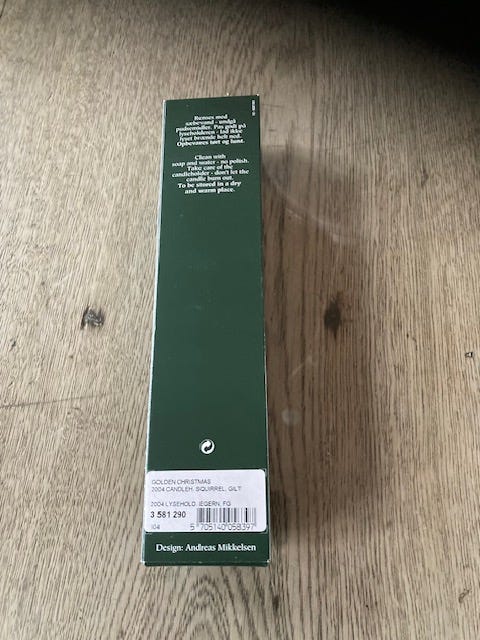 Renses med
sæbevand - undgå
pudsemidler. Pas godt på
lyseholderen - lad ikke
lyset brænde helt ned.
Opbevares tørt og lunt.
Clean with
soap and water - no polish.
Take care of the
candleholder - don't let the
candle burn out.
To be stored in a dry
and warm place.
GOLDEN CHRISTMAS
2004 CANDLEH. SQUIRREL, GILT
2004 LYSEHOLD, EGERN, FG
3 581 290
I04
5 705140 058397
Design: Andreas Mikkelsen